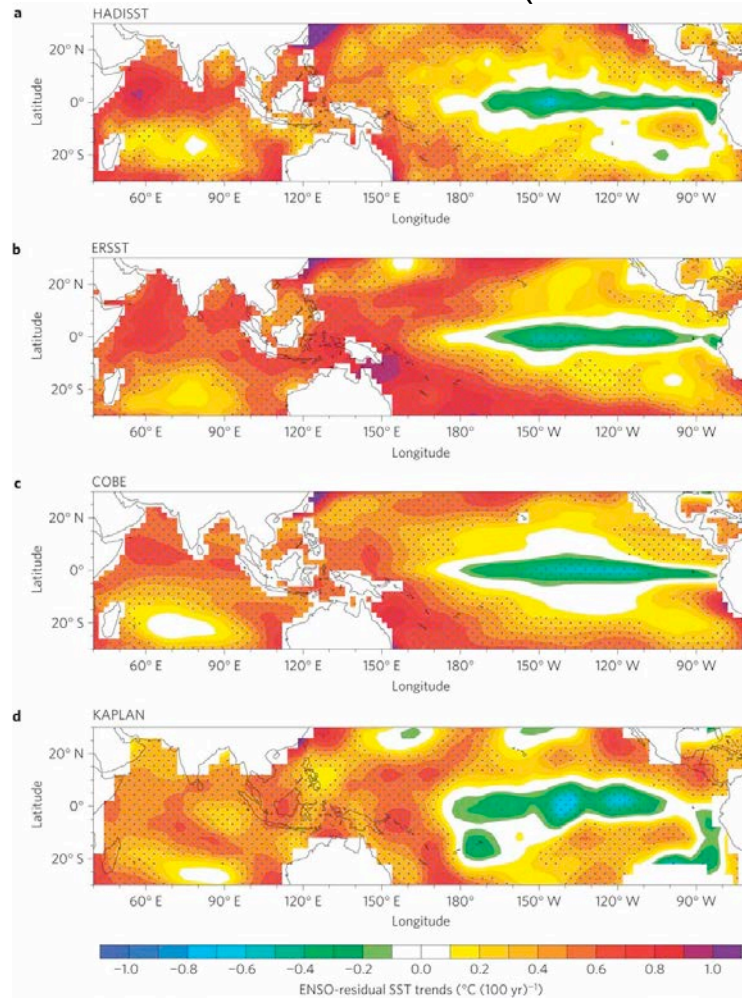 (
a HADISST
20° N
0°
20° S
Latitude
60° E 90° E 120° E 150° E 180° 150° W 120° W 90° W
Longitude
b ERSST
20° N
0°
20° S
Latitude
60° E 90° E 120° E 150° E 180° 150° W 120° W 90° W
Longitude
c COBE
20° N
0°
20° S
Latitude
60° E 90° E 120° E 150° E 180° 150° W 120° W 90° W
Longitude
d KAPLAN
20° N
0°
20° S
Latitude
60° E 90° E 120° E 150° E 180° 150° W 120° W 90° W
Longitude
−1.0 −0.8 −0.6 −0.4 −0.2 0.0 0.2 0.4 0.6 0.8 1.0
ENSO-residual SST trends (°C (100 yr)⁻¹)